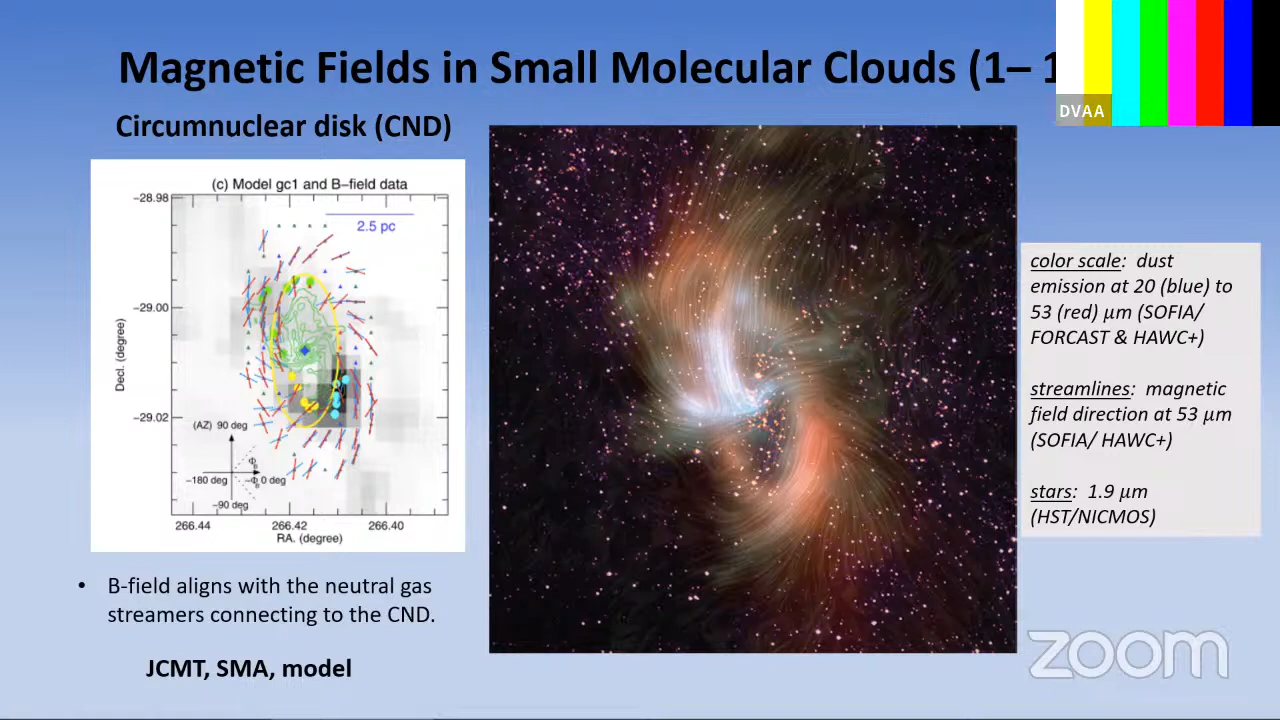 Magnetic Fields in Small Molecular Clouds (1– 1
DVAA
Circumnuclear disk (CND)
(c) Model gc1 and B–field data
−28.98
2.5 pc
−29.00
Decl. (degree)
−29.02
(AZ) 90 deg
Φ
B
−180 deg
−Φ
B
0 deg
−90 deg
266.44
266.42
266.40
RA. (degree)
color scale: dust
emission at 20 (blue) to
53 (red) µm (SOFIA/
FORCAST & HAWC+)
streamlines: magnetic
field direction at 53 µm
(SOFIA/ HAWC+)
stars: 1.9 µm
(HST/NICMOS)
• B-field aligns with the neutral gas
streamers connecting to the CND.
JCMT, SMA, model
zoom